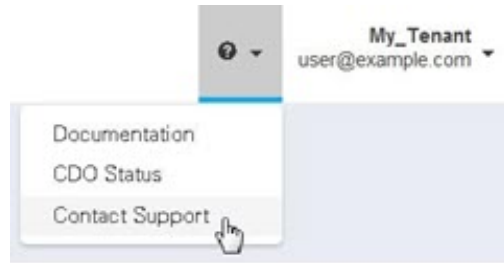 My_Tenant
user@example.com
Documentation
CDO Status
Contact Support